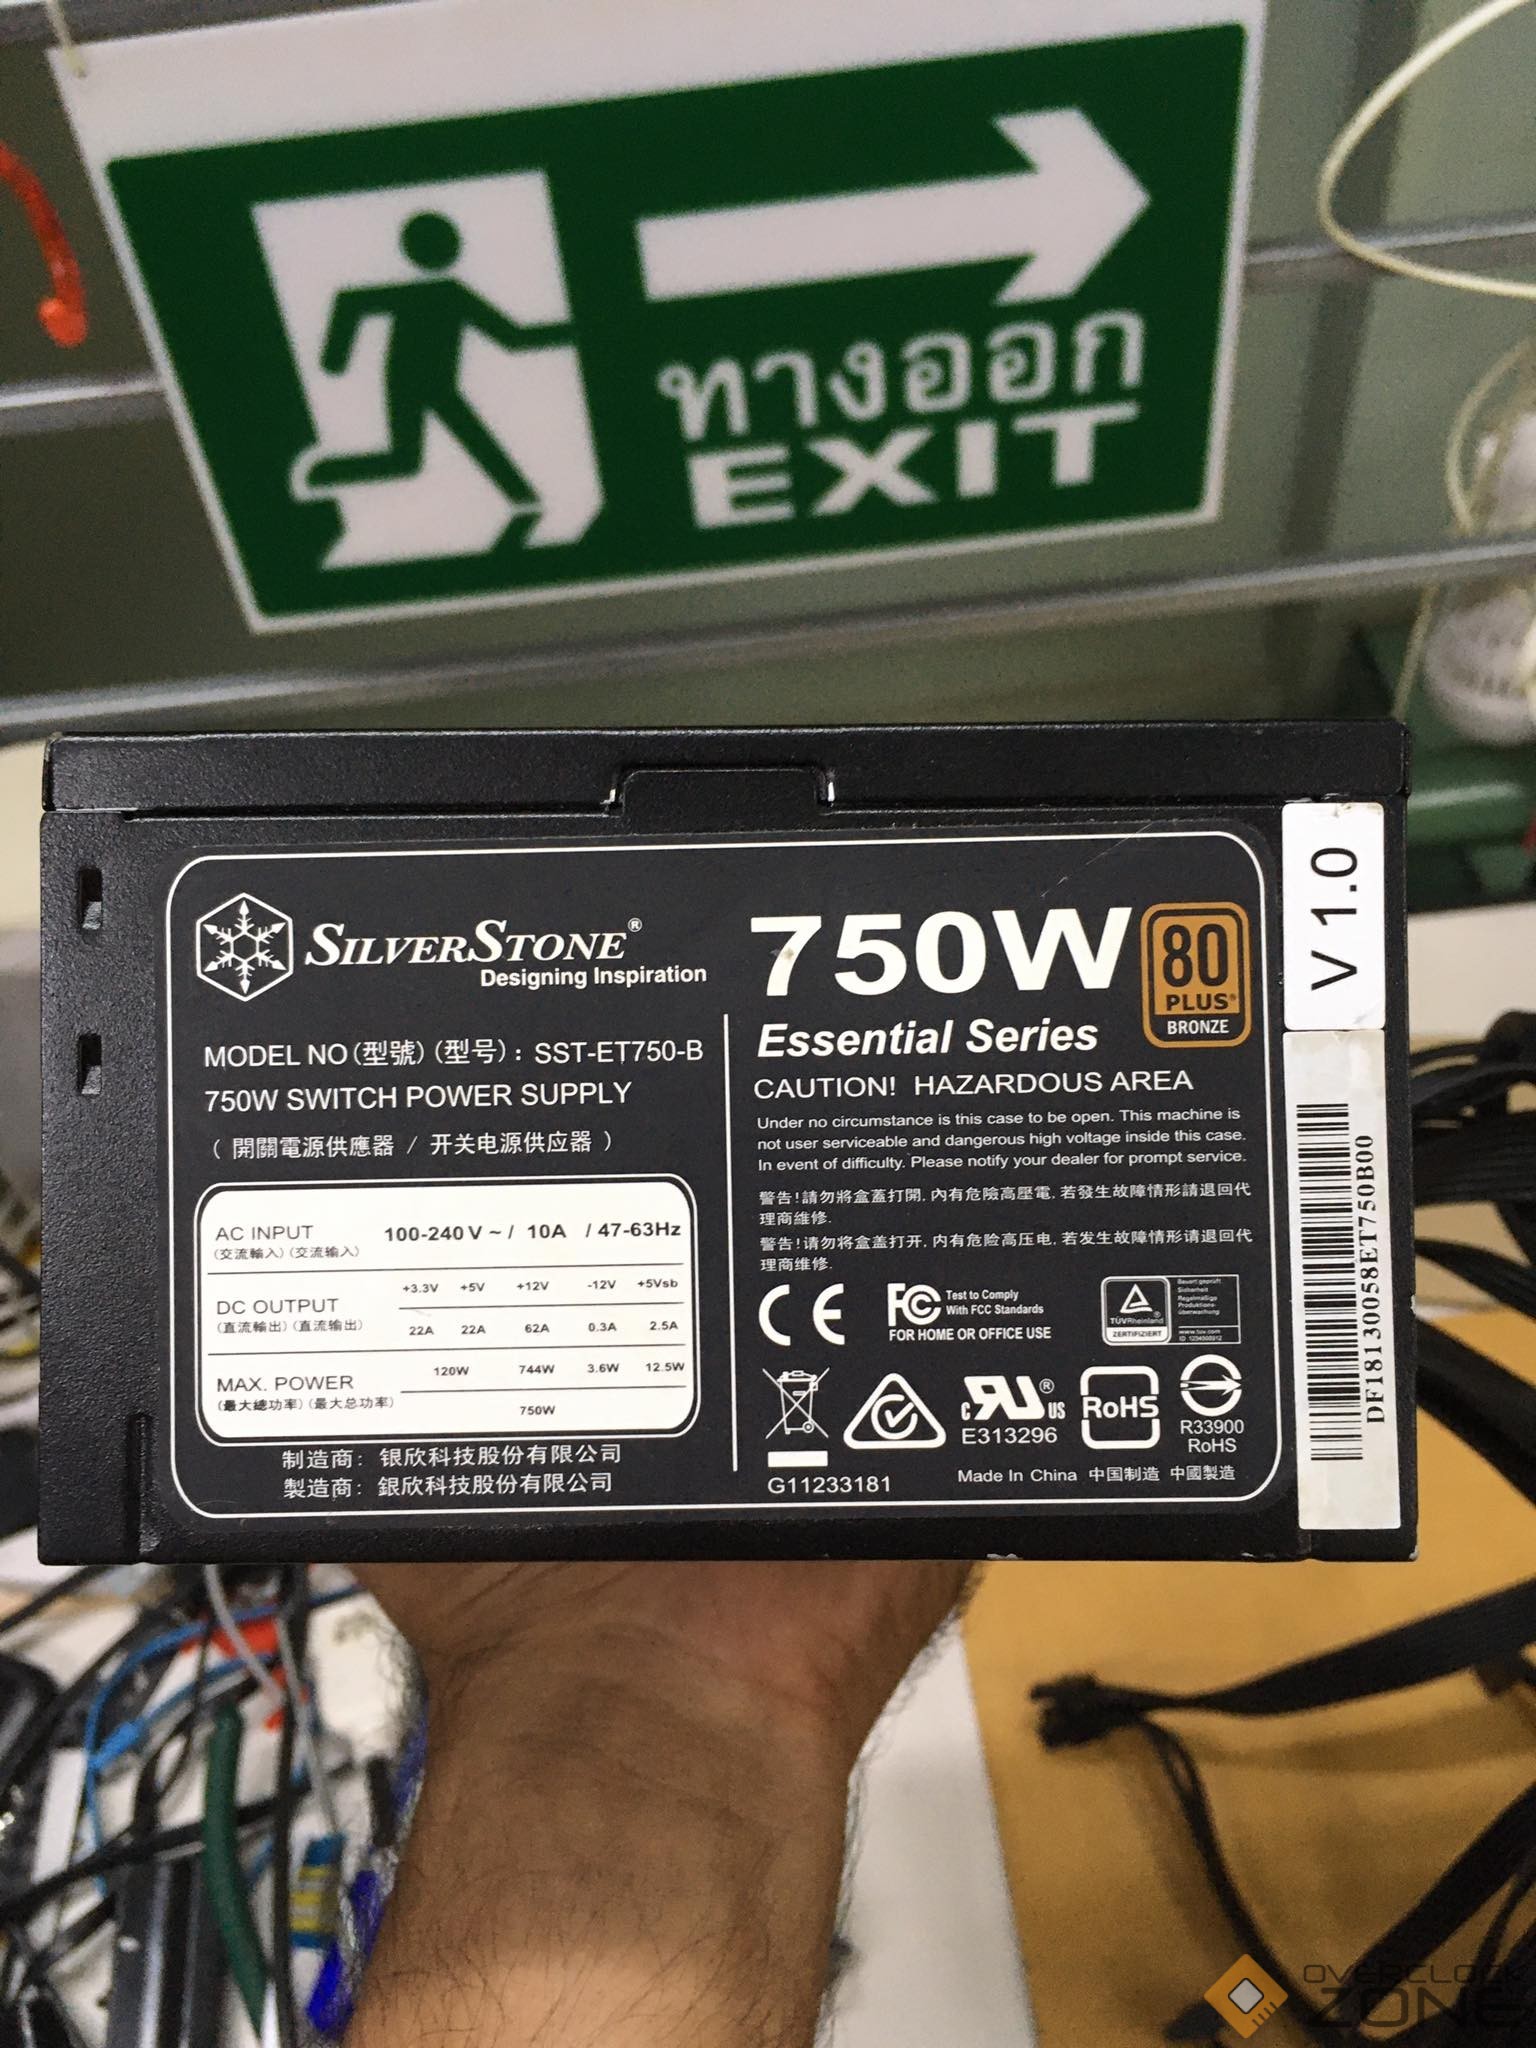 ทางออก
EXIT
SILVERSTONE®
Designing Inspiration
MODEL NO(型號)(型号): SST-ET750-B
750W SWITCH POWER SUPPLY
( 開關電源供應器 / 开关电源供应器 )
AC INPUT 100-240 V ~ / 10A / 47-63Hz
(交流輸入)(交流输入)
+3.3V +5V +12V -12V +5Vsb
DC OUTPUT
(直流輸出)(直流输出)
22A 22A 62A 0.3A 2.5A
120W 744W 3.6W 12.5W
MAX. POWER
(最大總功率)(最大总功率)
750W
制造商: 银欣科技股份有限公司
製造商: 銀欣科技股份有限公司
750W
80
PLUS®
BRONZE
Essential Series
CAUTION! HAZARDOUS AREA
Under no circumstance is this case to be open. This machine is
not user serviceable and dangerous high voltage inside this case.
In event of difficulty. Please notify your dealer for prompt service.
警告!請勿將盒蓋打開, 內有危險高壓電, 若發生故障情形請退回代
理商維修.
警告!请勿将盒盖打开, 内有危险高压电, 若发生故障情形请退回代
理商维修.
CE
FC Test to Comply
With FCC Standards
FOR HOME OR OFFICE USE
TÜVRheinland
ZERTIFIZIERT
Bauart geprüft
Sicherheit
Regelmäßige
Produktions-
überwachung
www.tuv.com
G11233181
c RU® US
E313296
RoHS
R33900
RoHS
Made In China 中国制造 中國製造
V 1.0
DF18130058ET750B00
OVERCLOCK
ZONE